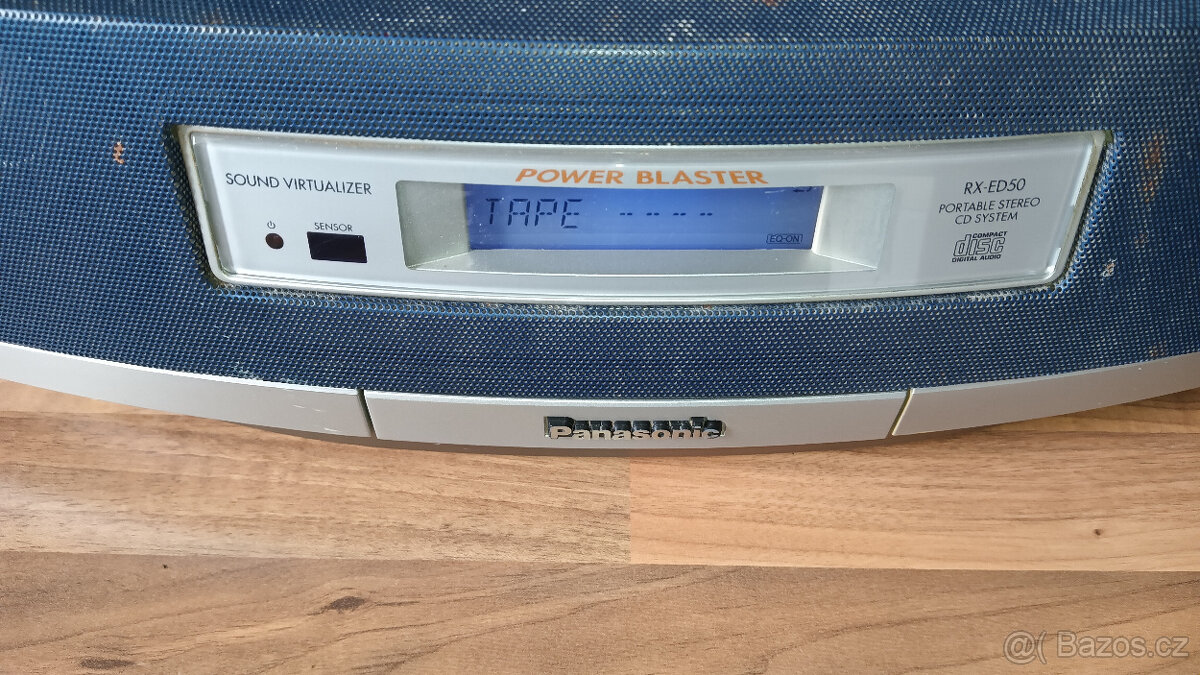 SOUND VIRTUALIZER
SENSOR
POWER BLASTER
TAPE ----
EQ-ON
RX-ED50
PORTABLE STEREO
CD SYSTEM
COMPACT
disc
DIGITAL AUDIO
Panasonic
@( Bazos.cz